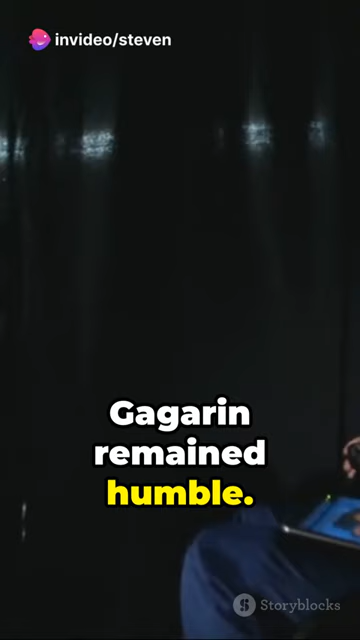 invideo/steven
Gagarin
remained
humble.
Storyblocks